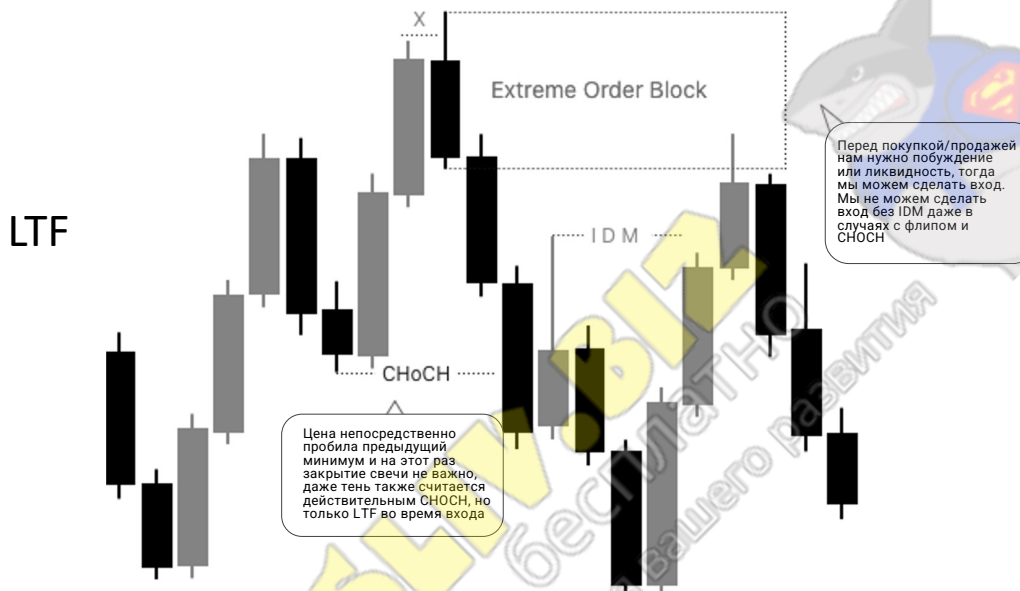 X
Extreme Order Block
Перед покупкой/продажей
нам нужно побуждение
или ликвидность, тогда
мы можем сделать вход.
Мы не можем сделать
вход без IDM даже в
случаях с флипом и
CHOCH
LTF
IDM
CHoCH
Цена непосредственно
пробила предыдущий
минимум и на этот раз
закрытие свечи не важно,
даже тень также считается
действительным CHOCH, но
только LTF во время входа
LIV.BIZ
бесплатно
вашего развития